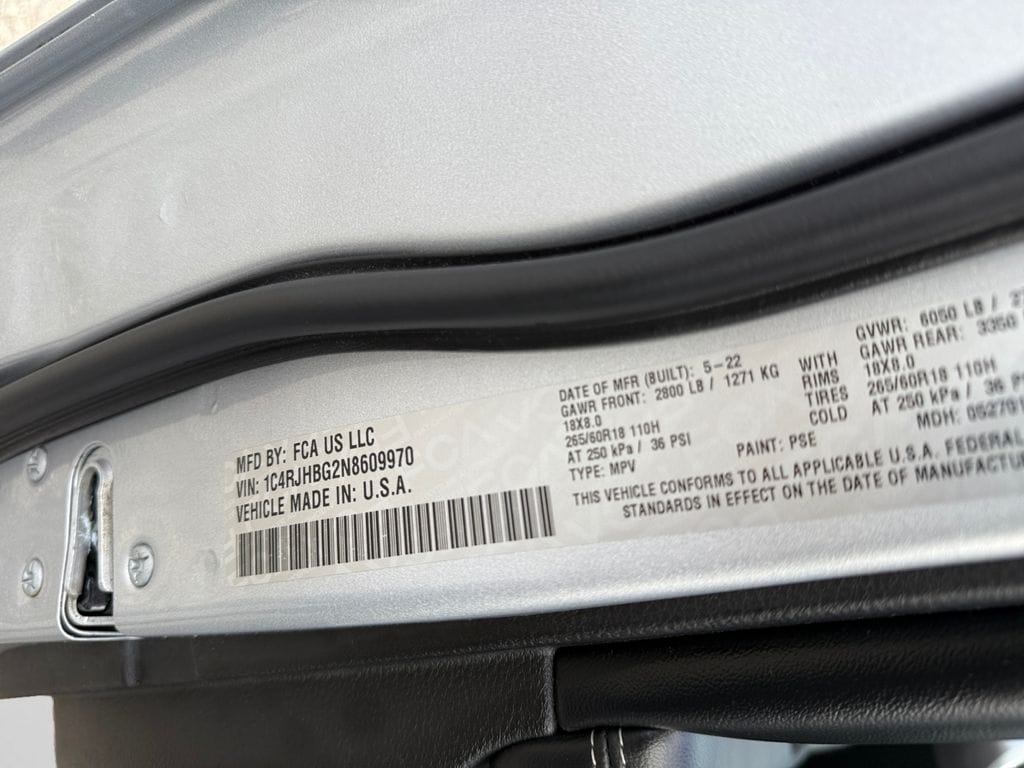 MFD BY: FCA US LLC
VIN: 1C4RJHBG2N8609970
VEHICLE MADE IN: U.S.A.
DATE OF MFR (BUILT): 5-22
GAWR FRONT: 2800 LB / 1271 KG
18X8.0
265/60R18 110H
AT 250 kPa / 36 PSI
TYPE: MPV
PAINT: PSE
WITH
RIMS
TIRES
COLD
GVWR: 6050 LB /
GAWR REAR: 3350
18X8.0
265/60R18 110H
AT 250 kPa / 36
MDH:
THIS VEHICLE CONFORMS TO ALL APPLICABLE U.S.A. FEDERAL
STANDARDS IN EFFECT ON THE DATE OF